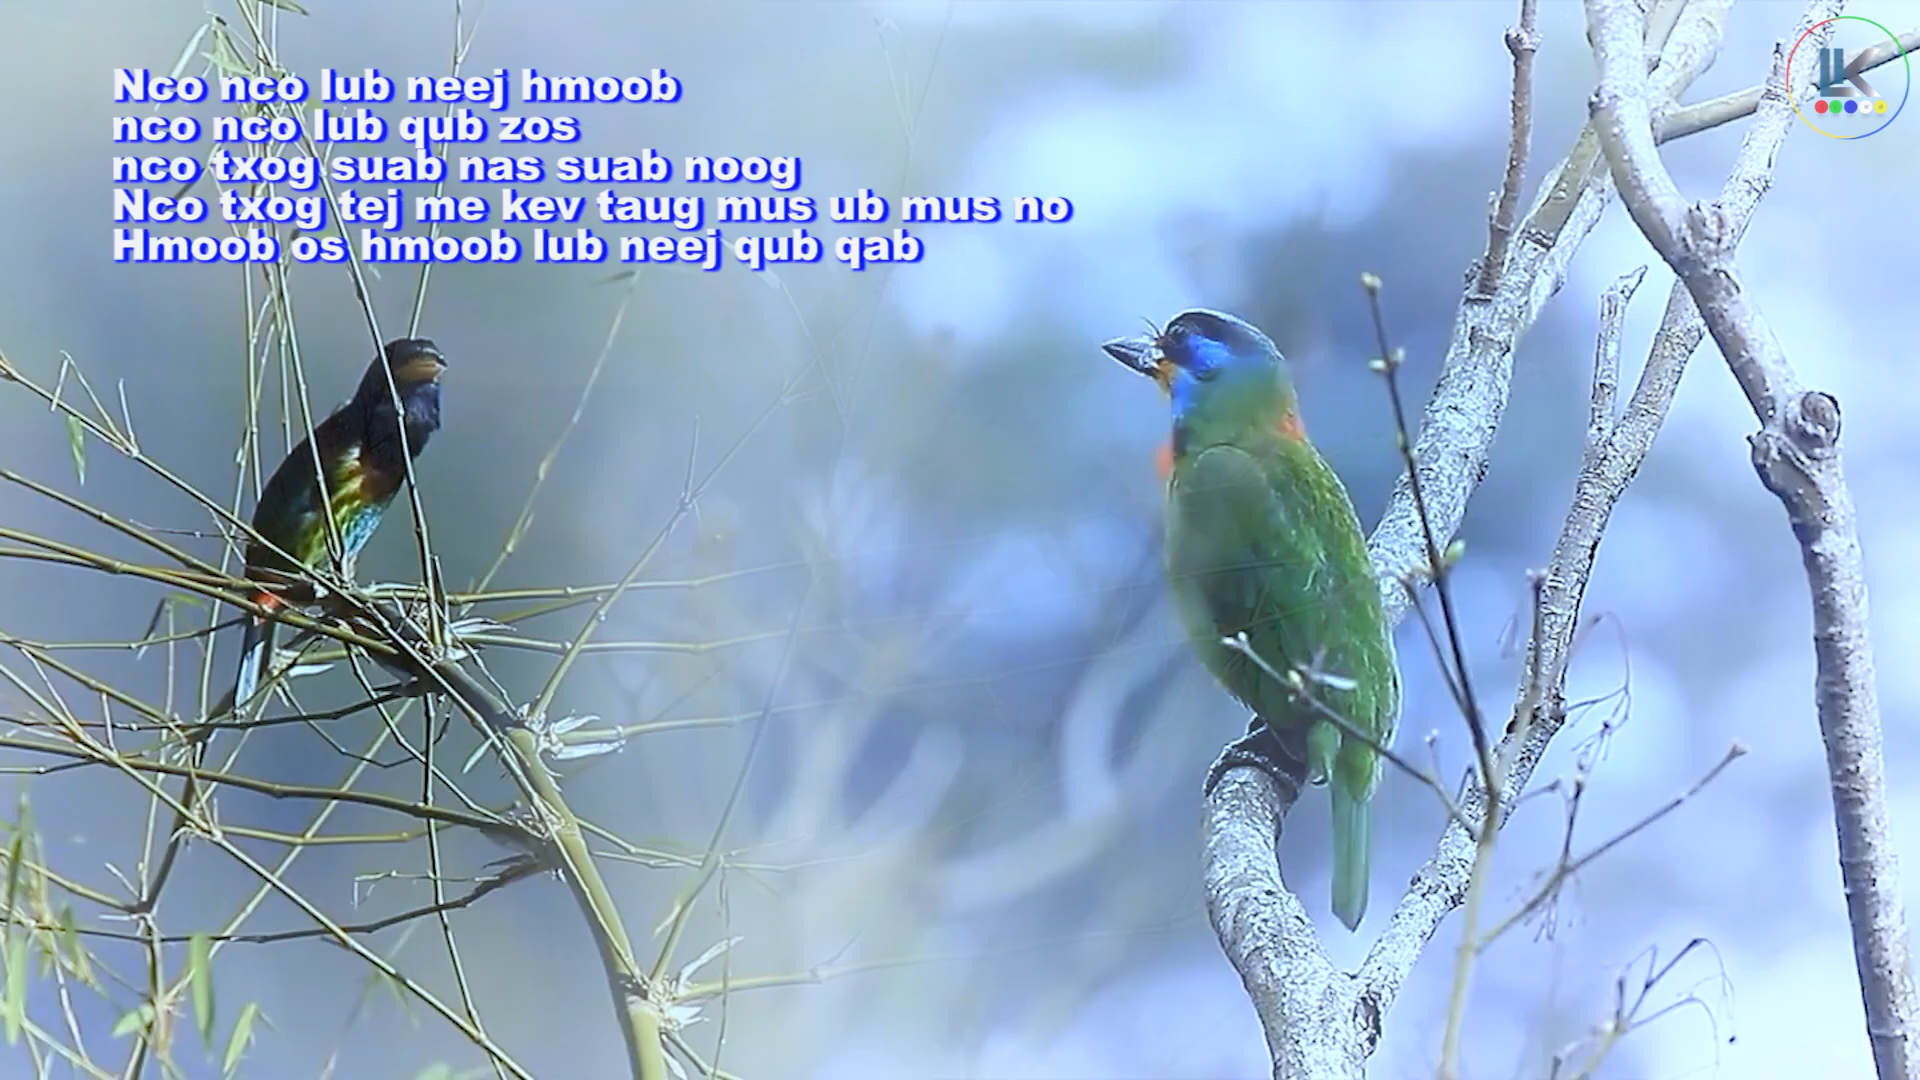 Nco nco lub neej hmoob
nco nco lub qub zos
nco txog suab nas suab noog
Nco txog tej me kev taug mus ub mus no
Hmoob os hmoob lub neej qub qab
LK